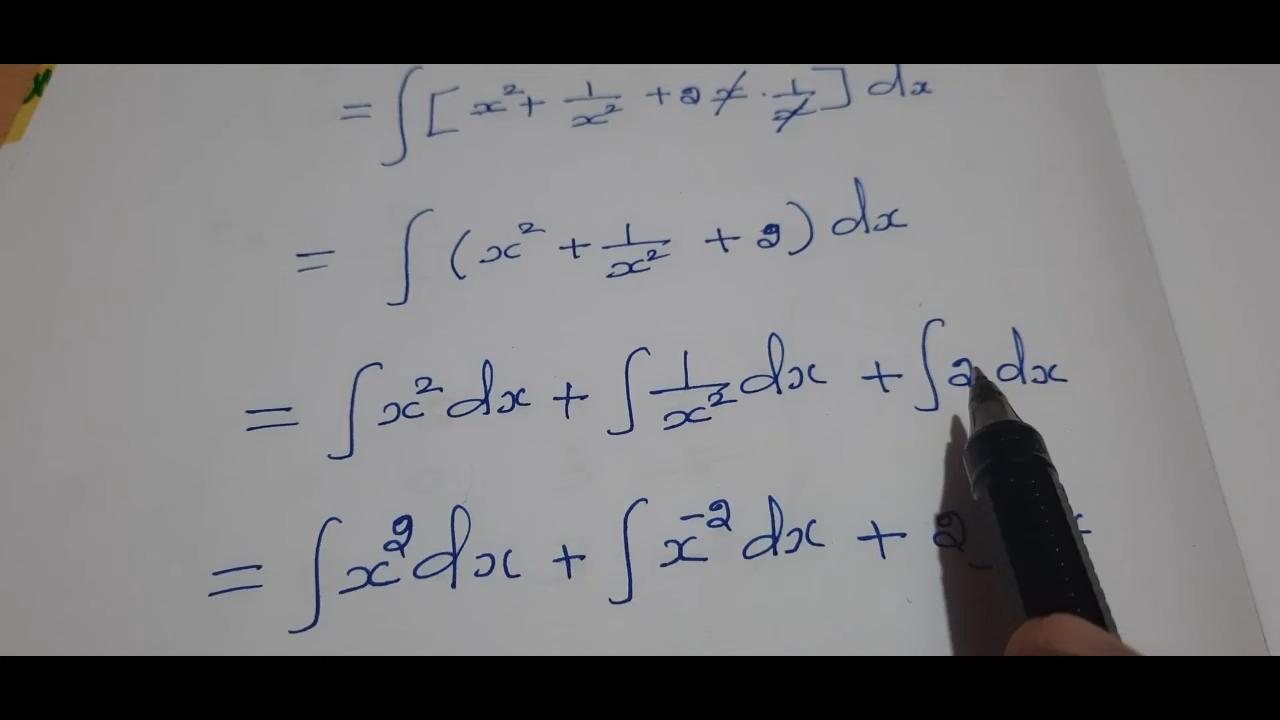 = ∫ [ x² + 1/x² + 2x̸ · 1/x̸ ] dx
= ∫ ( x² + 1/x² + 2 ) dx
= ∫ x² dx + ∫ 1/x² dx + ∫ 2 dx
= ∫ x² dx + ∫ x⁻² dx + 2